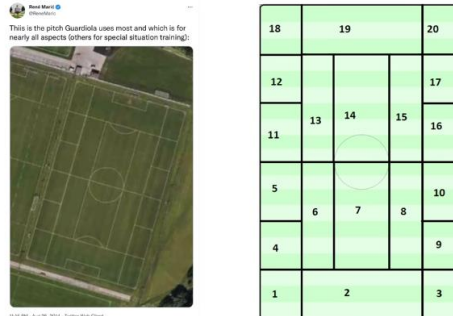 René Marić
@ReneMaric
This is the pitch Guardiola uses most and which is for
nearly all aspects (others for special situation training):
18 19 20
12 17
13 14 15
11 16
5 10
6 7 8
4 9
1 2 3